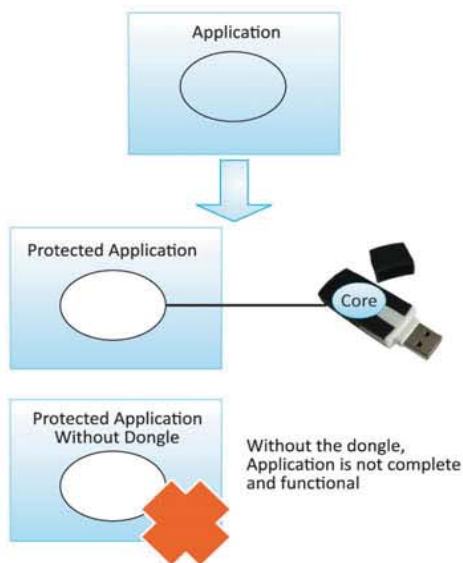 Application
Protected Application
Core
Protected Application
Without Dongle
Without the dongle,
Application is not complete
and functional